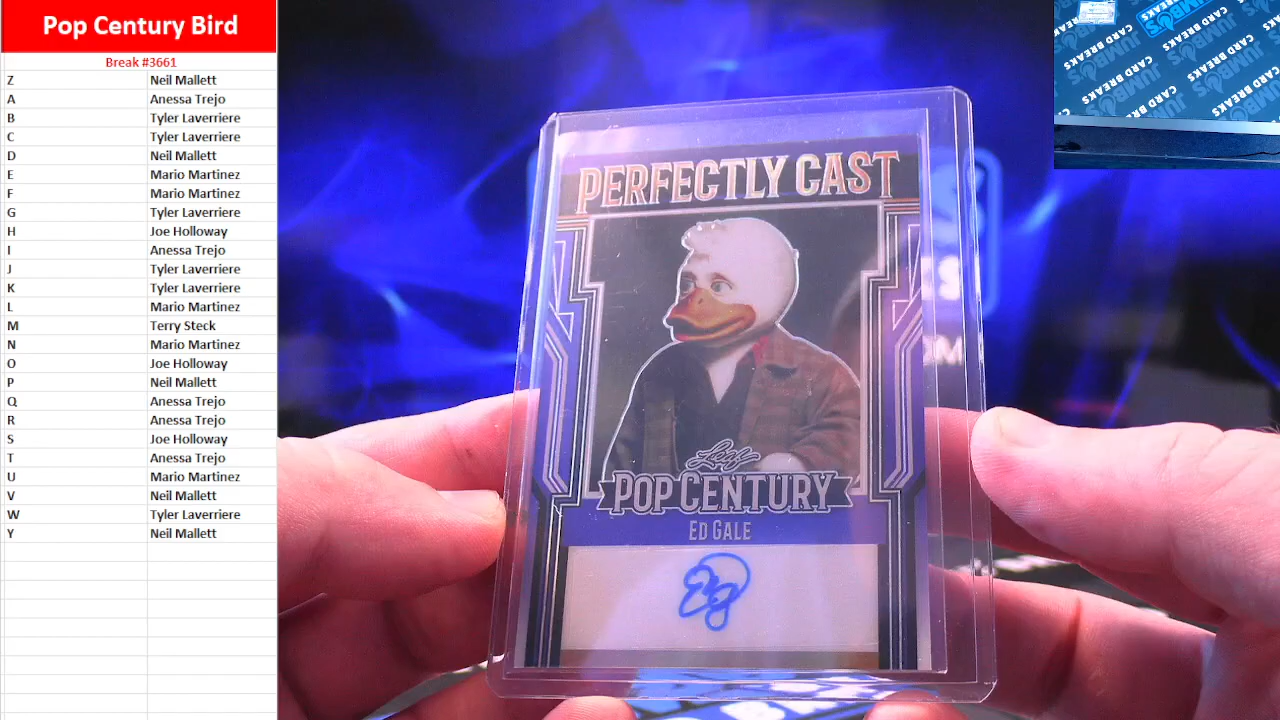 Pop Century Bird
Break #3661
Z Neil Mallett
A Anessa Trejo
B Tyler Laverriere
C Tyler Laverriere
D Neil Mallett
E Mario Martinez
F Mario Martinez
G Tyler Laverriere
H Joe Holloway
I Anessa Trejo
J Tyler Laverriere
K Tyler Laverriere
L Mario Martinez
M Terry Steck
N Mario Martinez
O Joe Holloway
P Neil Mallett
Q Anessa Trejo
R Anessa Trejo
S Joe Holloway
T Anessa Trejo
U Mario Martinez
V Neil Mallett
W Tyler Laverriere
Y Neil Mallett
PERFECTLY CAST
Leaf
POP CENTURY
ED GALE
JUMBO'S
CARD BREAKS